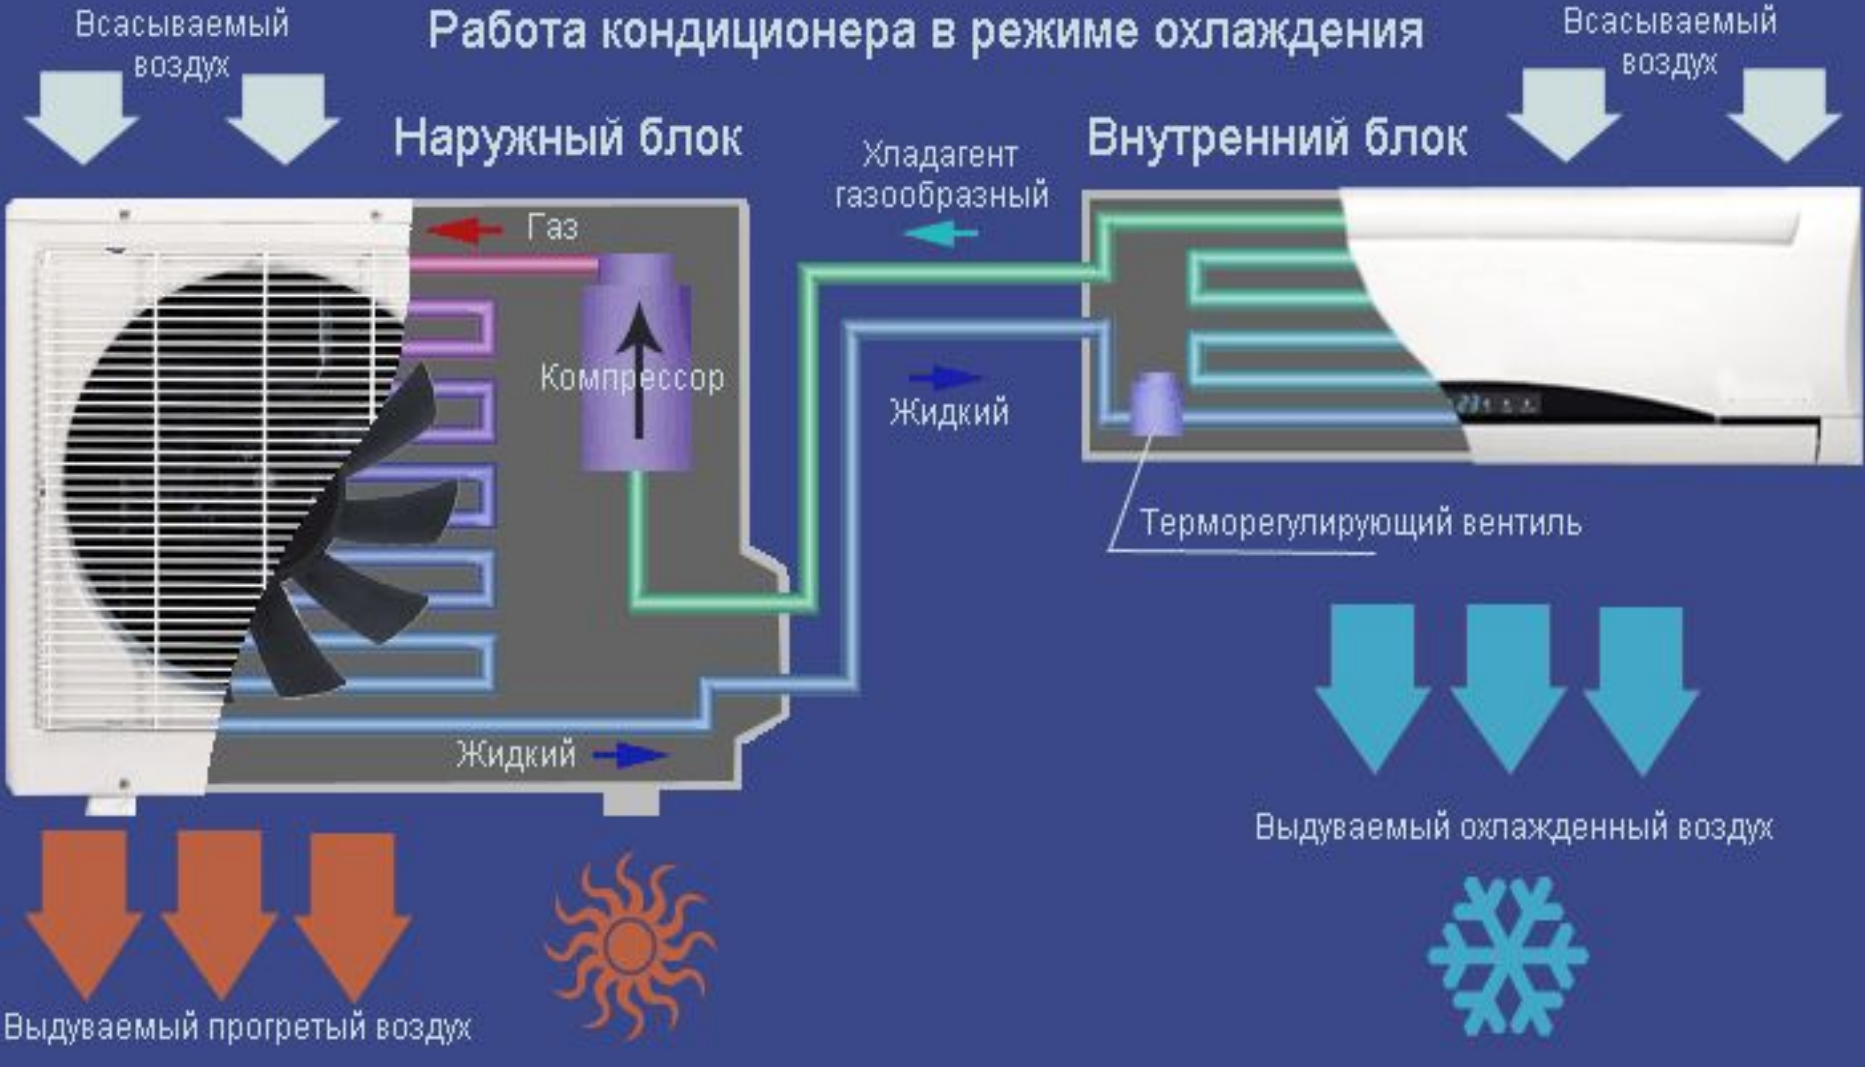 Работа кондиционера в режиме охлаждения
Всасываемый
воздух
Всасываемый
воздух
Наружный блок
Внутренний блок
Хладагент
газообразный
Газ
Компрессор
Жидкий
Терморегулирующий вентиль
Жидкий
Выдуваемый охлажденный воздух
Выдуваемый прогретый воздух